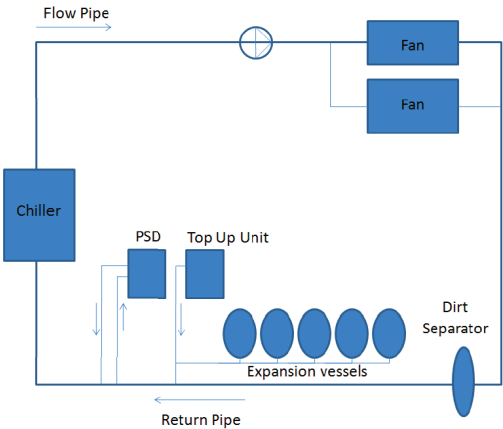 Flow Pipe
Fan
Fan
Chiller
PSD
Top Up Unit
Dirt
Separator
Expansion vessels
Return Pipe